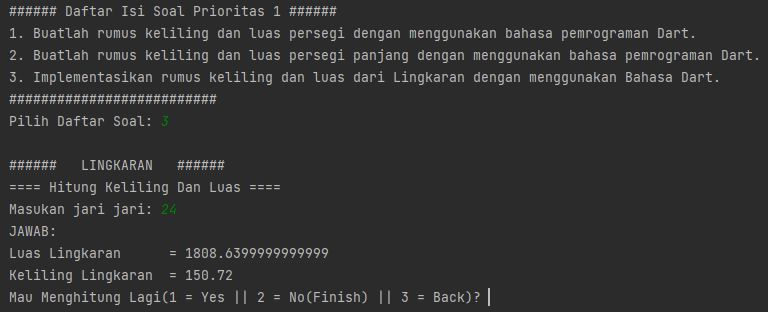 ###### Daftar Isi Soal Prioritas 1 ######
1. Buatlah rumus keliling dan luas persegi dengan menggunakan bahasa pemrograman Dart.
2. Buatlah rumus keliling dan luas persegi panjang dengan menggunakan bahasa pemrograman Dart.
3. Implementasikan rumus keliling dan luas dari Lingkaran dengan menggunakan Bahasa Dart.
##########################
Pilih Daftar Soal: 3
######   LINGKARAN   ######
==== Hitung Keliling Dan Luas ====
Masukan jari jari: 24
JAWAB:
Luas Lingkaran      = 1808.6399999999999
Keliling Lingkaran  = 150.72
Mau Menghitung Lagi(1 = Yes || 2 = No(Finish) || 3 = Back)?